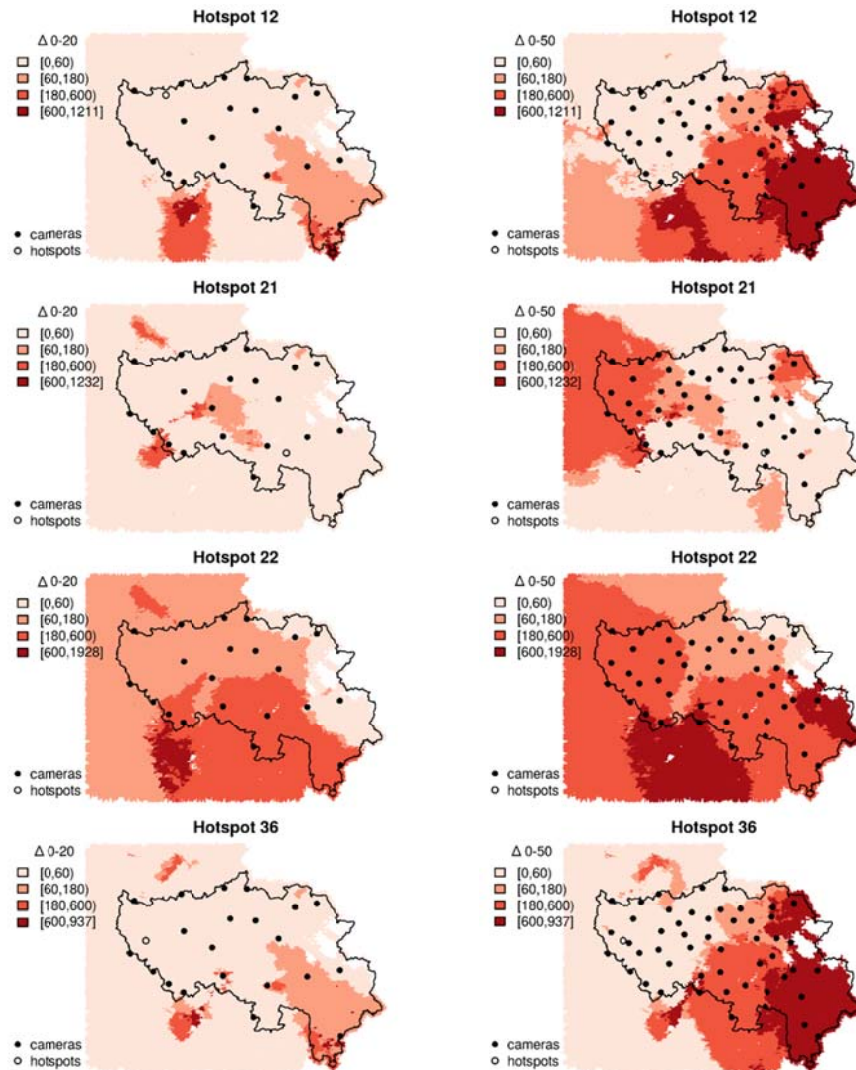 Hotspot 12
Δ 0-20
[0,60)
[60,180)
[180,600)
[600,1211]
cameras
hotspots
Hotspot 12
Δ 0-50
[0,60)
[60,180)
[180,600)
[600,1211]
cameras
hotspots
Hotspot 21
Δ 0-20
[0,60)
[60,180)
[180,600)
[600,1232]
cameras
hotspots
Hotspot 21
Δ 0-50
[0,60)
[60,180)
[180,600)
[600,1232]
cameras
hotspots
Hotspot 22
Δ 0-20
[0,60)
[60,180)
[180,600)
[600,1928]
cameras
hotspots
Hotspot 22
Δ 0-50
[0,60)
[60,180)
[180,600)
[600,1928]
cameras
hotspots
Hotspot 36
Δ 0-20
[0,60)
[60,180)
[180,600)
[600,937]
cameras
hotspots
Hotspot 36
Δ 0-50
[0,60)
[60,180)
[180,600)
[600,937]
cameras
hotspots